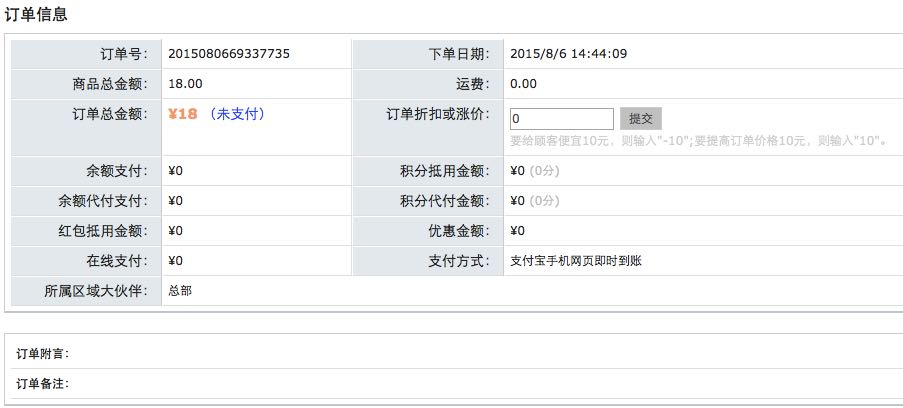 订单信息
订单号： 2015080669337735 下单日期： 2015/8/6 14:44:09
商品总金额： 18.00 运费： 0.00
订单总金额： ¥18 （未支付） 订单折扣或涨价： 0 提交
要给顾客便宜10元，则输入"-10";要提高订单价格10元，则输入"10"。
余额支付： ¥0 积分抵用金额： ¥0 (0分)
余额代付支付： ¥0 积分代付金额： ¥0 (0分)
红包抵用金额： ¥0 优惠金额： ¥0
在线支付： ¥0 支付方式： 支付宝手机网页即时到账
所属区域大伙伴： 总部
订单附言：
订单备注：